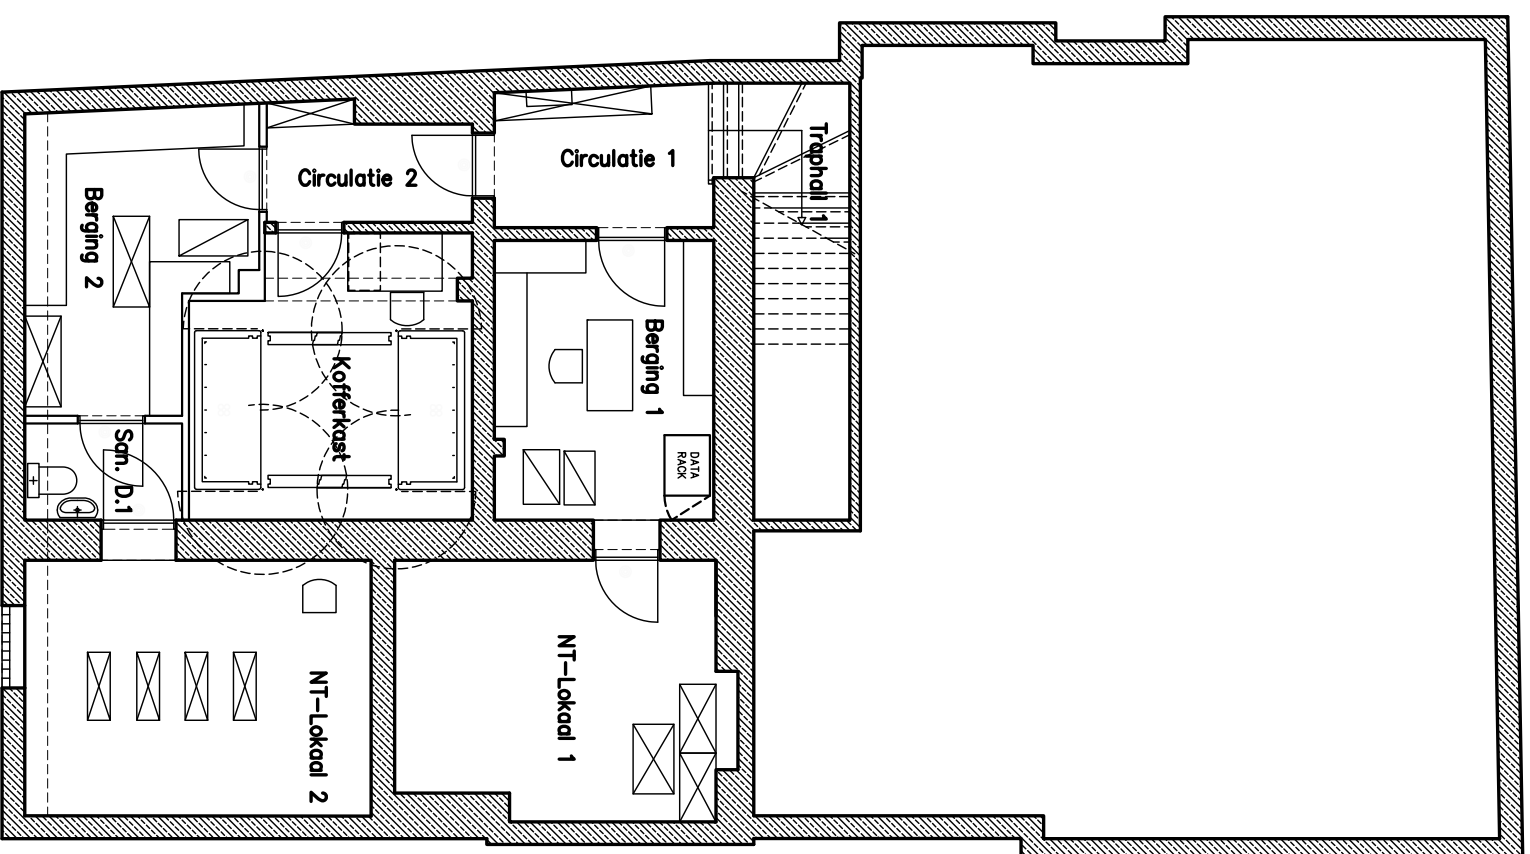 Traphall 1
Circulatie 1
Circulatie 2
Berging 2
Berging 1
Kofferkast
San. D.1
DATA
RACK
NT-Lokaal 1
NT-Lokaal 2